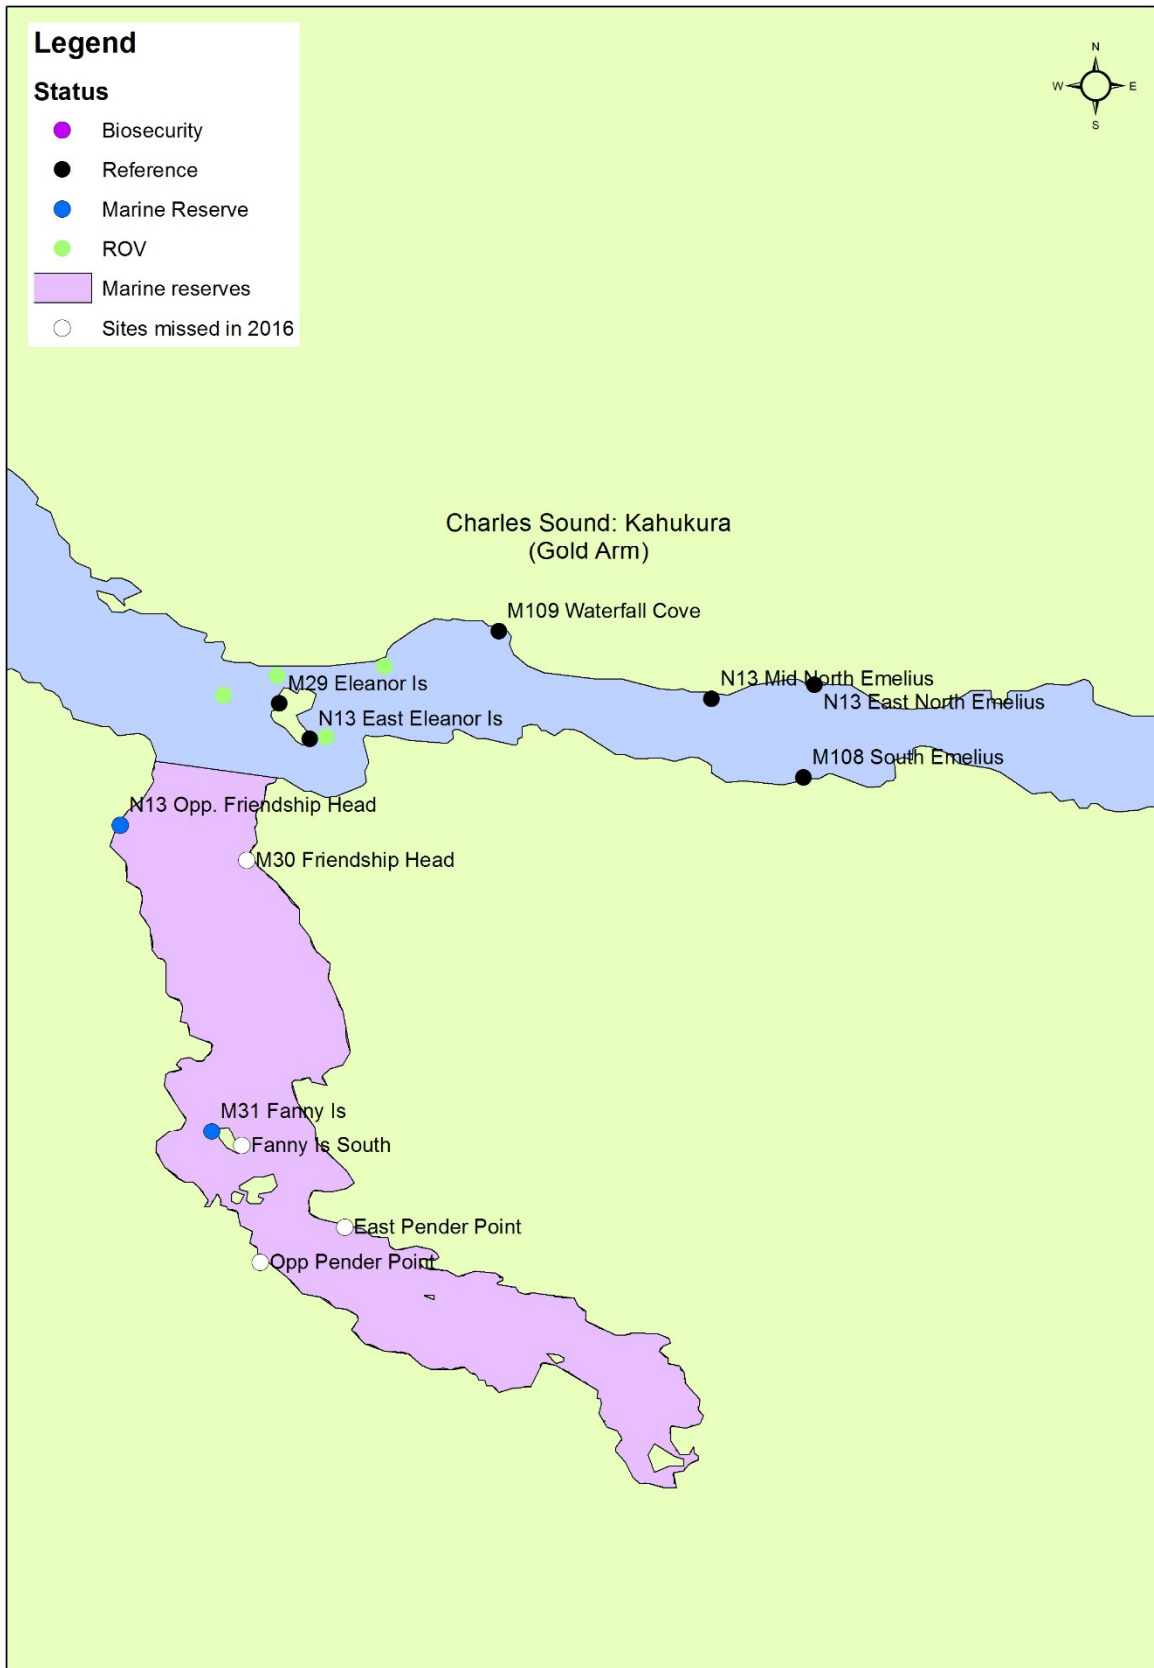 Legend
Status
Biosecurity
Reference
Marine Reserve
ROV
Marine reserves
Sites missed in 2016
N
W E
S
Charles Sound: Kahukura
(Gold Arm)
M109 Waterfall Cove
M29 Eleanor Is
N13 Mid North Emelius
N13 East North Emelius
N13 East Eleanor Is
M108 South Emelius
N13 Opp. Friendship Head
M30 Friendship Head
M31 Fanny Is
Fanny Is South
East Pender Point
Opp Pender Point